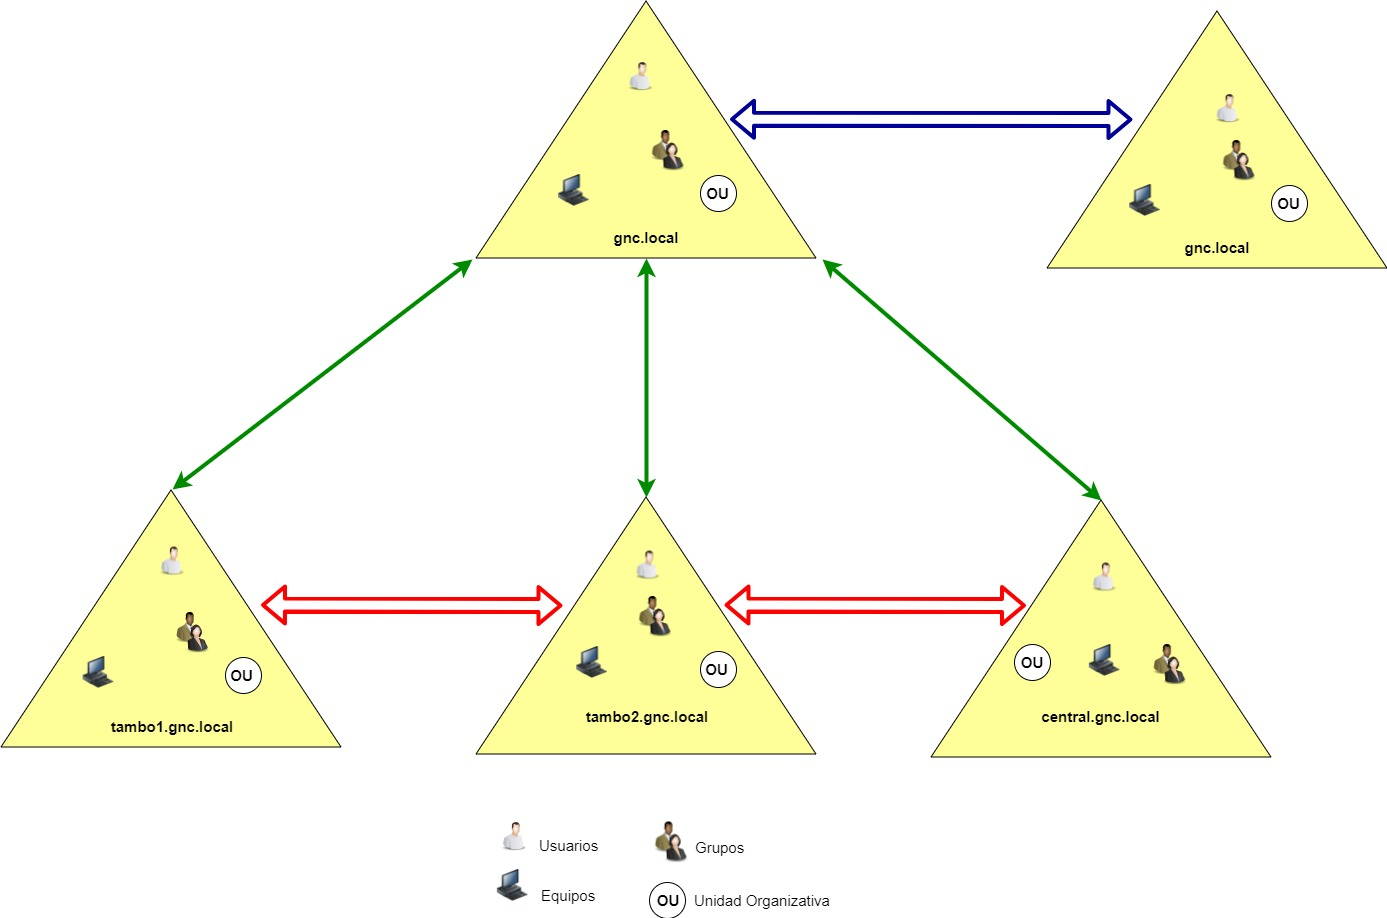 OU
gnc.local
OU
gnc.local
OU
tambo1.gnc.local
OU
tambo2.gnc.local
OU
central.gnc.local
Usuarios
Grupos
Equipos
OU Unidad Organizativa